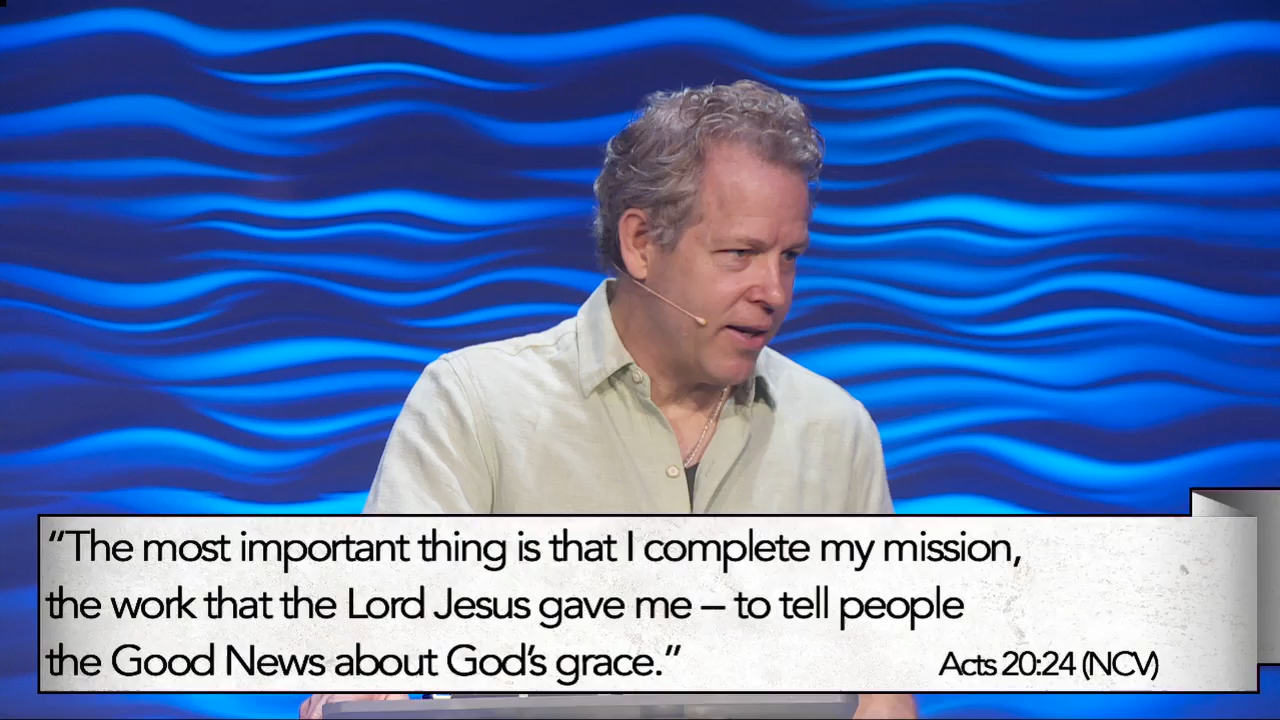 “The most important thing is that I complete my mission,
the work that the Lord Jesus gave me – to tell people
the Good News about God’s grace.”
Acts 20:24 (NCV)